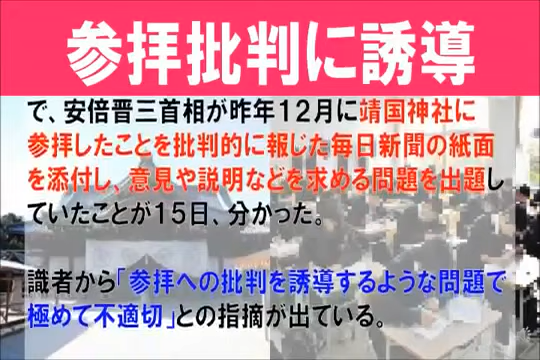 参拝批判に誘導
で、安倍晋三首相が昨年１２月に靖国神社に
参拝したことを批判的に報じた毎日新聞の紙面
を添付し、意見や説明などを求める問題を出題し
ていたことが１５日、分かった。
識者から「参拝への批判を誘導するような問題で
極めて不適切」との指摘が出ている。